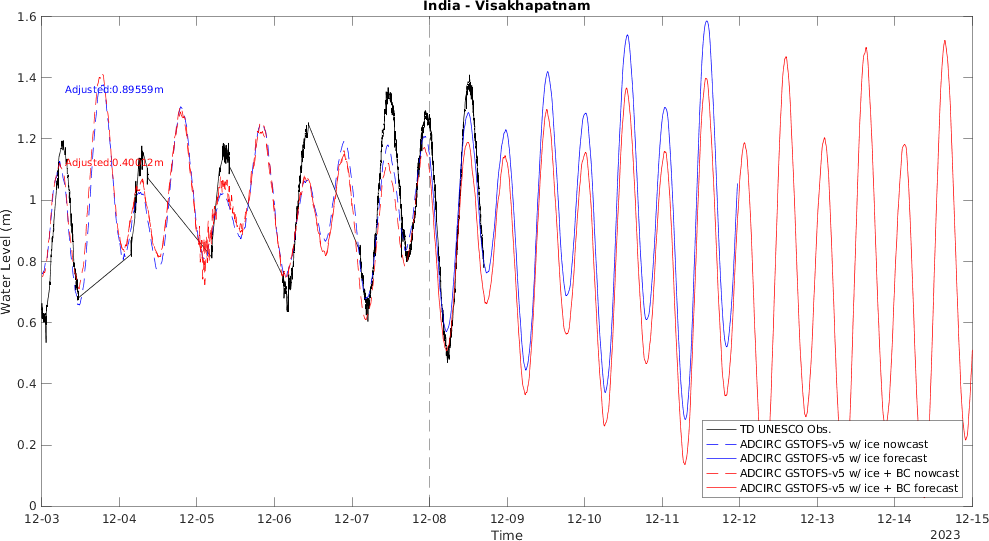 India - Visakhapatnam
Water Level (m)
1.6
1.4
1.2
1
0.8
0.6
0.4
0.2
0
Adjusted:0.89559m
TD UNESCO Obs.
ADCIRC GSTOFS-v5 w/ ice nowcast
ADCIRC GSTOFS-v5 w/ ice forecast
ADCIRC GSTOFS-v5 w/ ice + BC nowcast
ADCIRC GSTOFS-v5 w/ ice + BC forecast
12-03 12-04 12-05 12-06 12-07 12-08 12-09 12-10 12-11 12-12 12-13 12-14 12-15
Time
2023